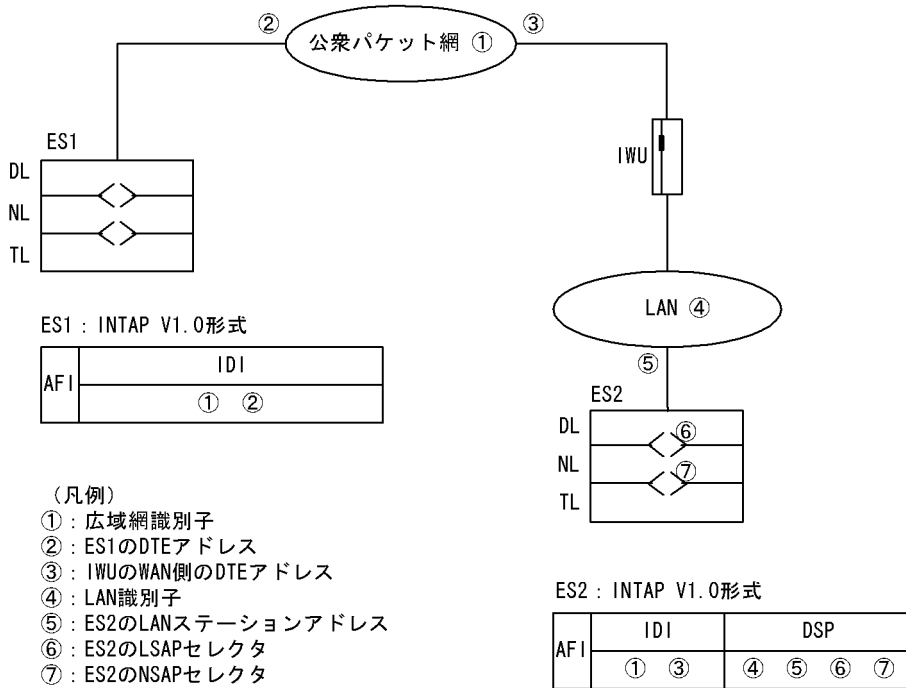 ② 公衆パケット網 ① ③
ES1
DL
NL
TL
IWU
LAN ④
⑤
ES1：INTAP V1.0形式
AFI
IDI
① ②
ES2
DL ⑥
NL ⑦
TL
（凡例）
①：広域網識別子
②：ES1のDTEアドレス
③：IWUのWAN側のDTEアドレス
④：LAN識別子
⑤：ES2のLANステーションアドレス
⑥：ES2のLSAPセレクタ
⑦：ES2のNSAPセレクタ
ES2：INTAP V1.0形式
AFI
IDI DSP
① ③ ④ ⑤ ⑥ ⑦